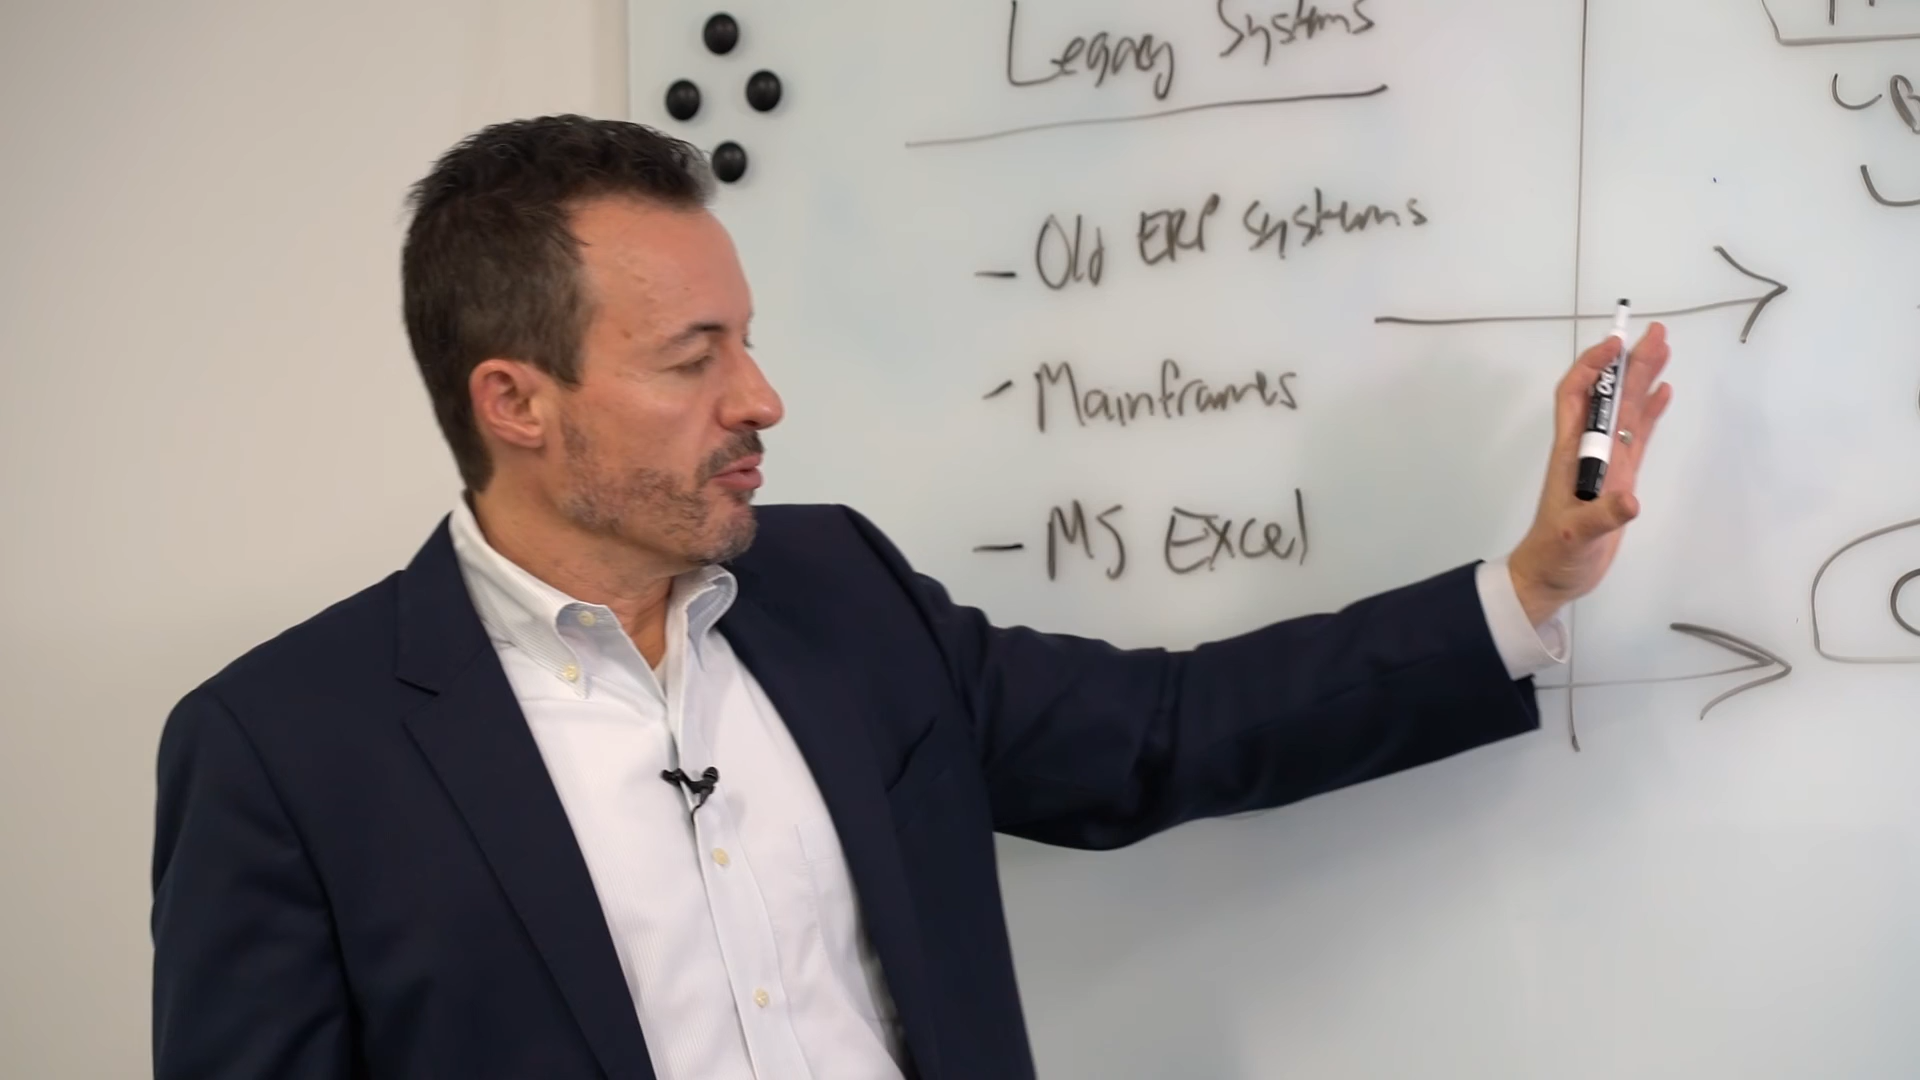 Legacy Systems
- Old ERP systems
- Mainframes
- MS Excel